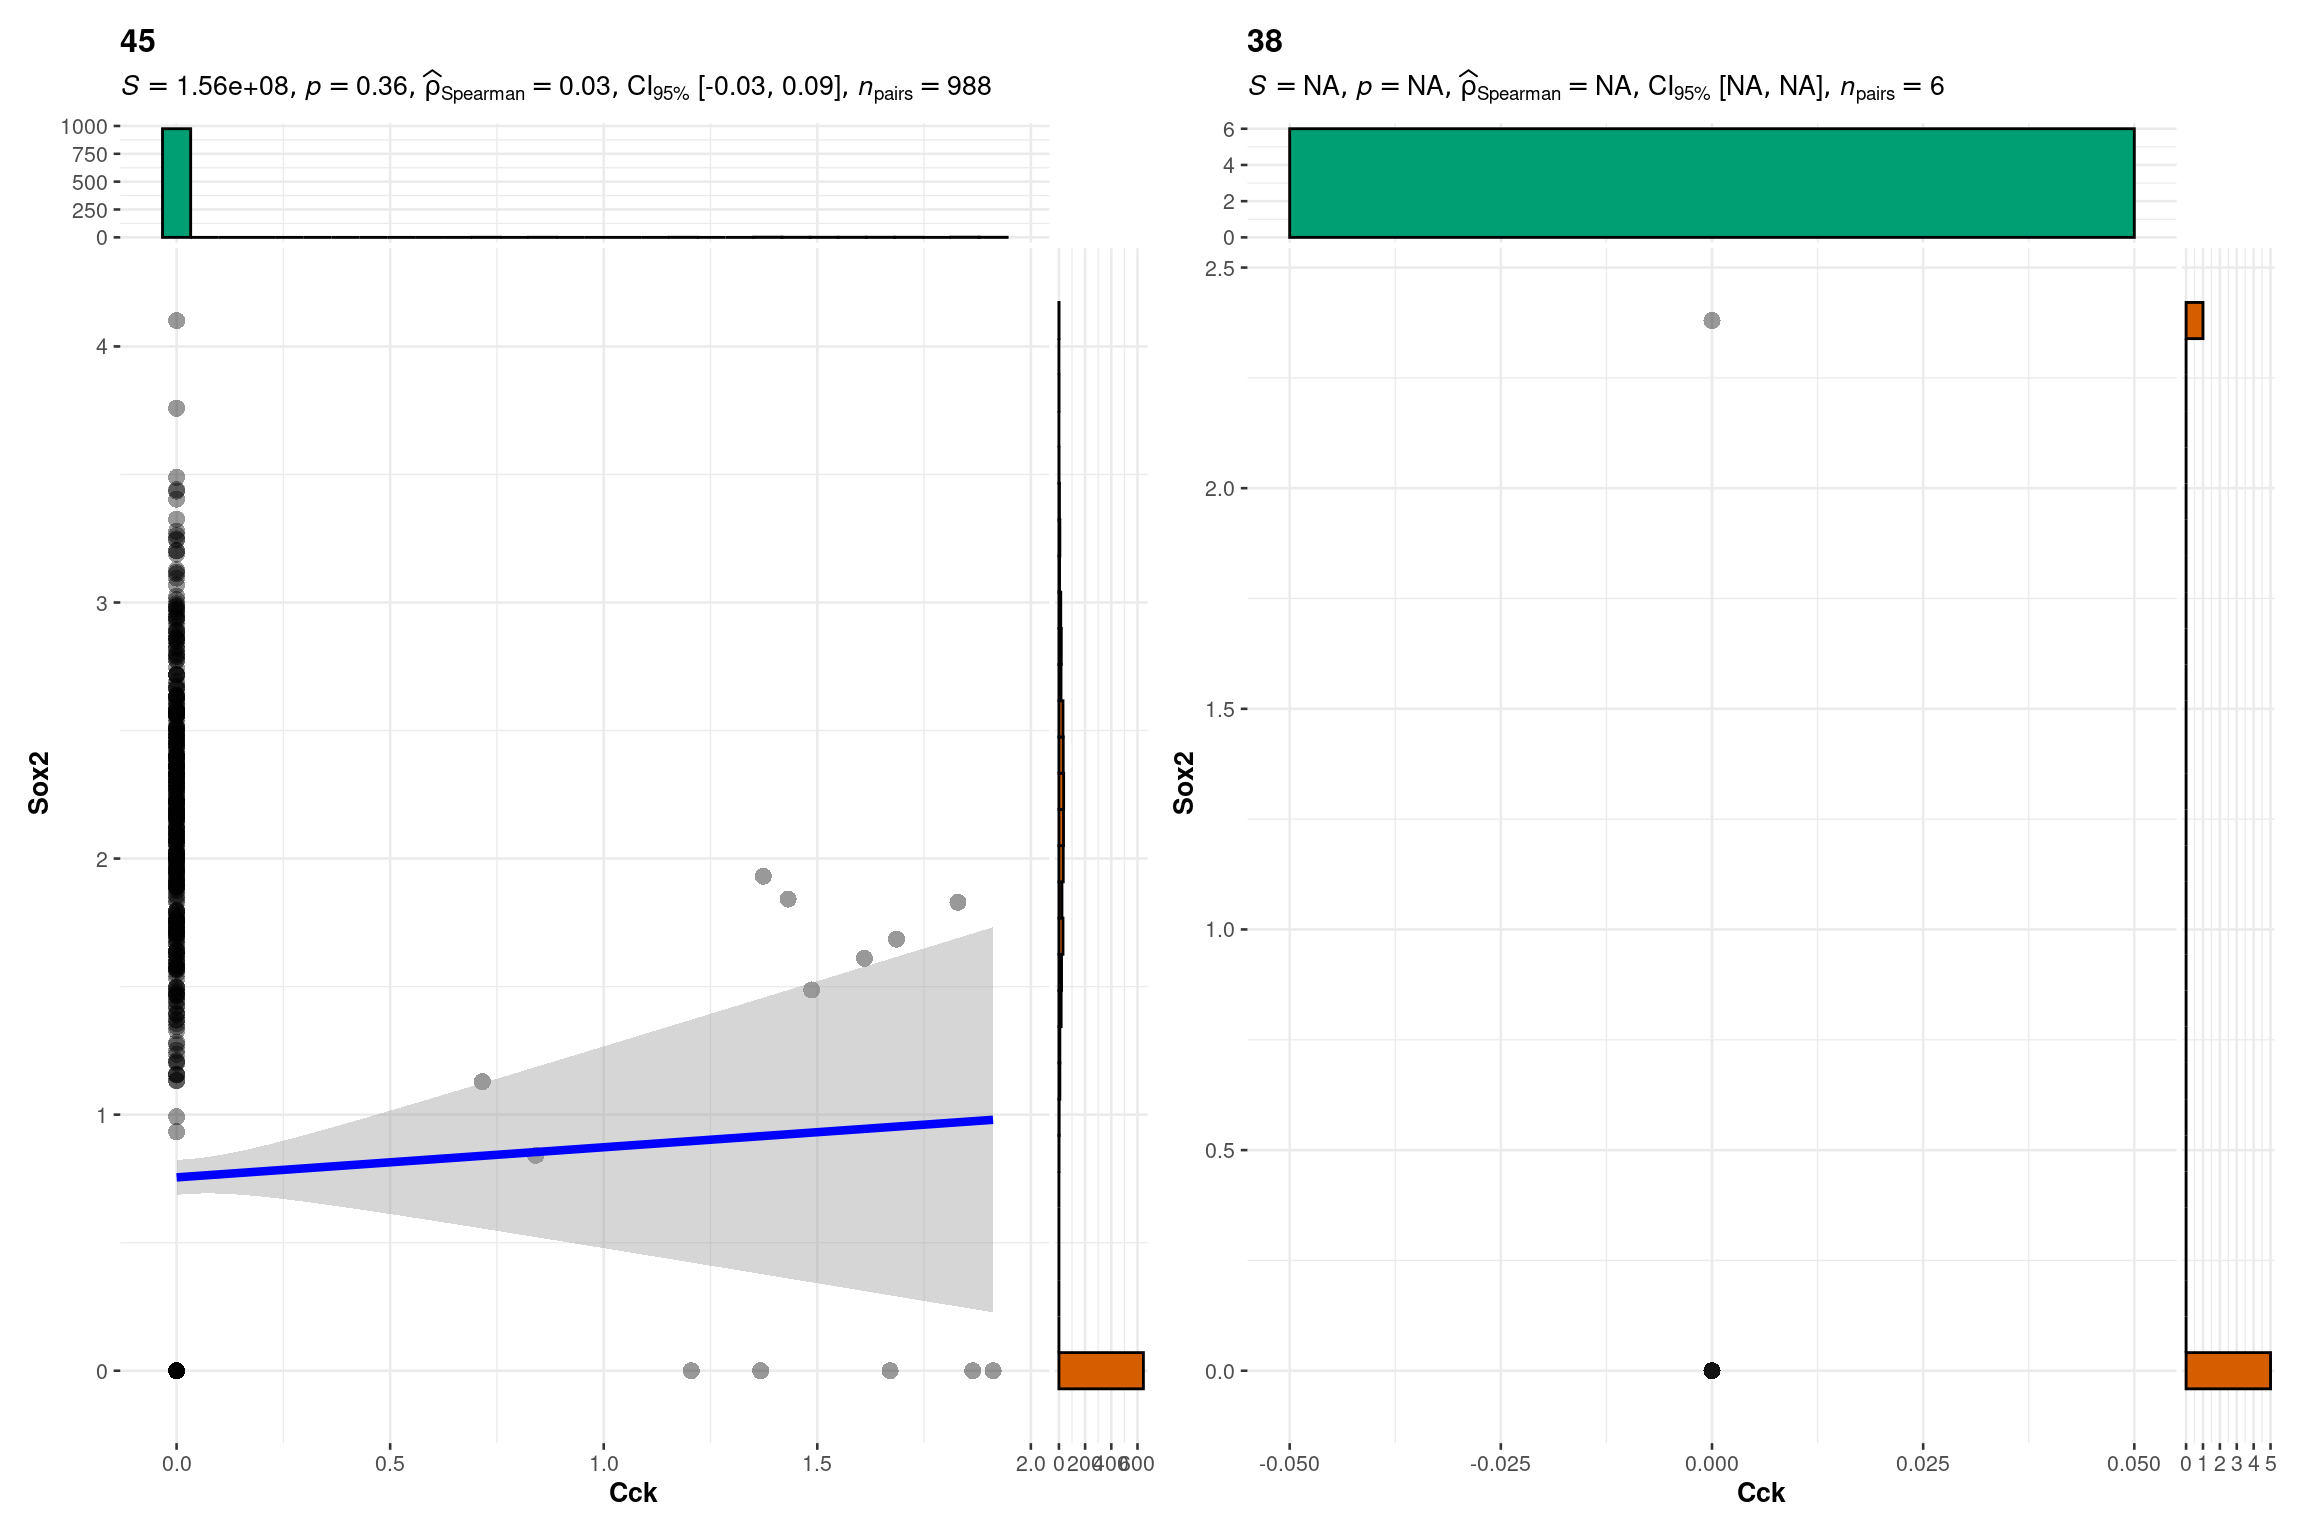 45
S = 1.56e+08, p = 0.36, ρ̂Spearman = 0.03, CI95% [-0.03, 0.09], npairs = 988
1000
750
500
250
0
4
3
2
1
0
Sox2
0.0 0.5 1.0 1.5 2.0 0 200 400 600
Cck
38
S = NA, p = NA, ρ̂Spearman = NA, CI95% [NA, NA], npairs = 6
6
4
2
0
2.5
2.0
1.5
1.0
0.5
0.0
Sox2
-0.050 -0.025 0.000 0.025 0.050 0 1 2 3 4 5
Cck